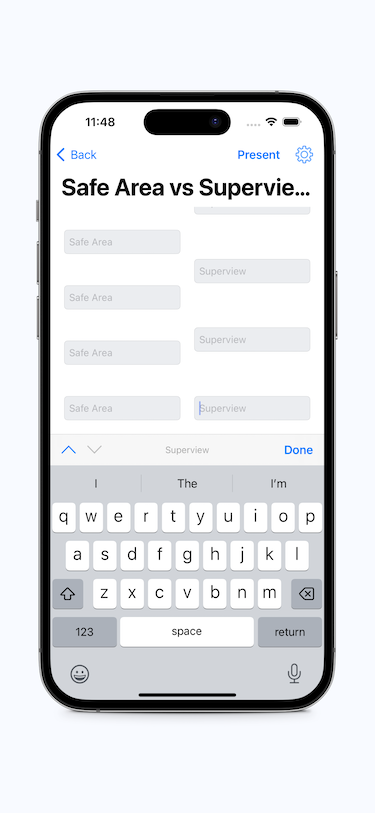 11:48
Back
Present
Safe Area vs Supervie...
Safe Area
Superview
Safe Area
Superview
Safe Area
Safe Area
Superview
Superview
Done
I
The
I'm
q w e r t y u i o p
a s d f g h j k l
z x c v b n m
123
space
return